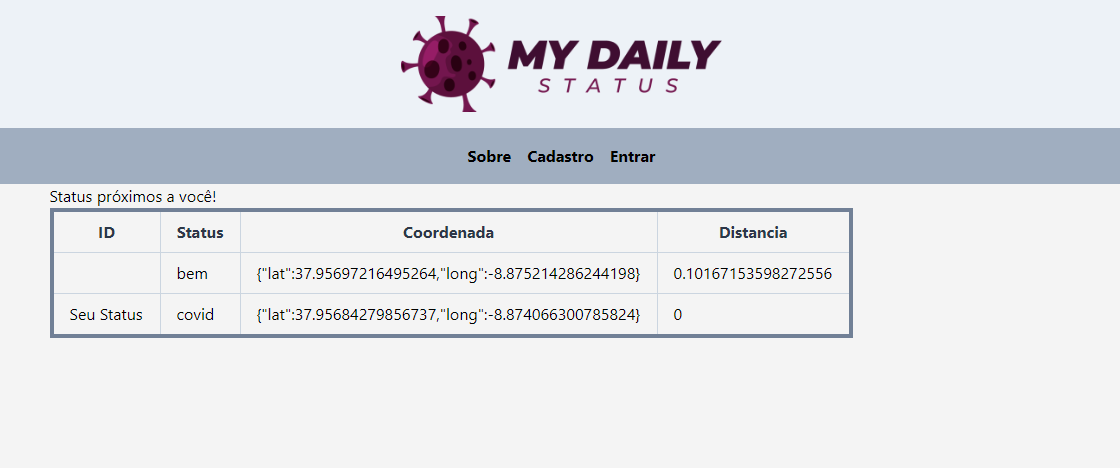 MY DAILY
STATUS
Sobre Cadastro Entrar
Status próximos a você!
ID Status Coordenada Distancia
bem {"lat":37.95697216495264,"long":-8.875214286244198} 0.10167153598272556
Seu Status covid {"lat":37.95684279856737,"long":-8.874066300785824} 0